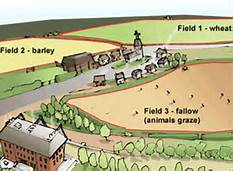 Field 1 - wheat
Field 2 - barley
Field 3 - fallow
(animals graze)